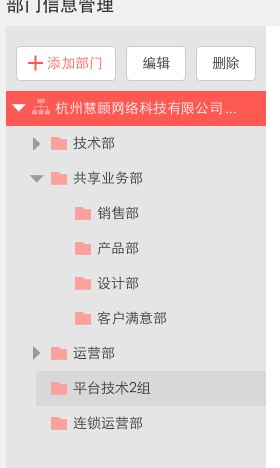 部门信息管理
添加部门 编辑 删除
杭州慧顾网络科技有限公司...
技术部
共享业务部
销售部
产品部
设计部
客户满意部
运营部
平台技术2组
连锁运营部